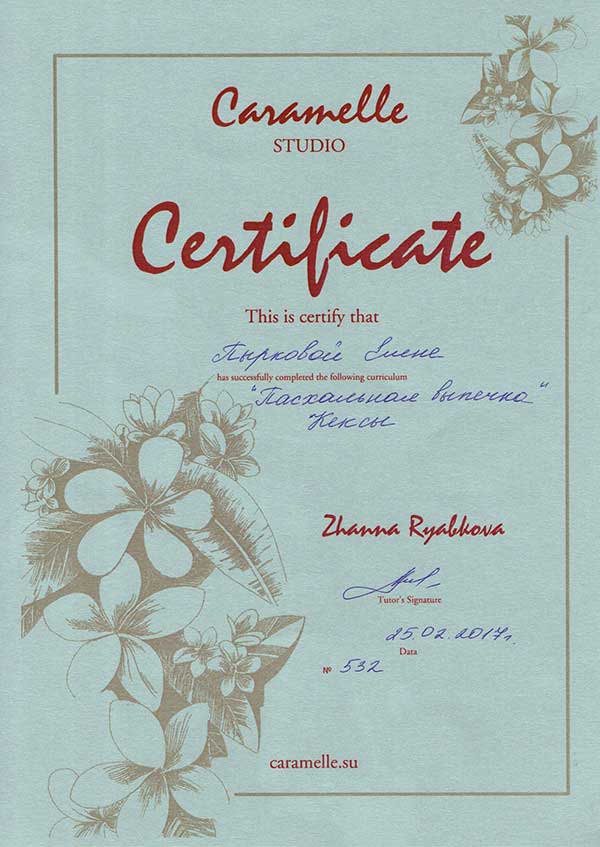 Caramelle
STUDIO
Certificate
This is certify that
Пырковой Елене
has successfully completed the following curriculum
"Пасхальная выпечка"
Кексы
Zhanna Ryabkova
Tutor's Signature
25.02.2017г.
Data
№ 532
caramelle.su